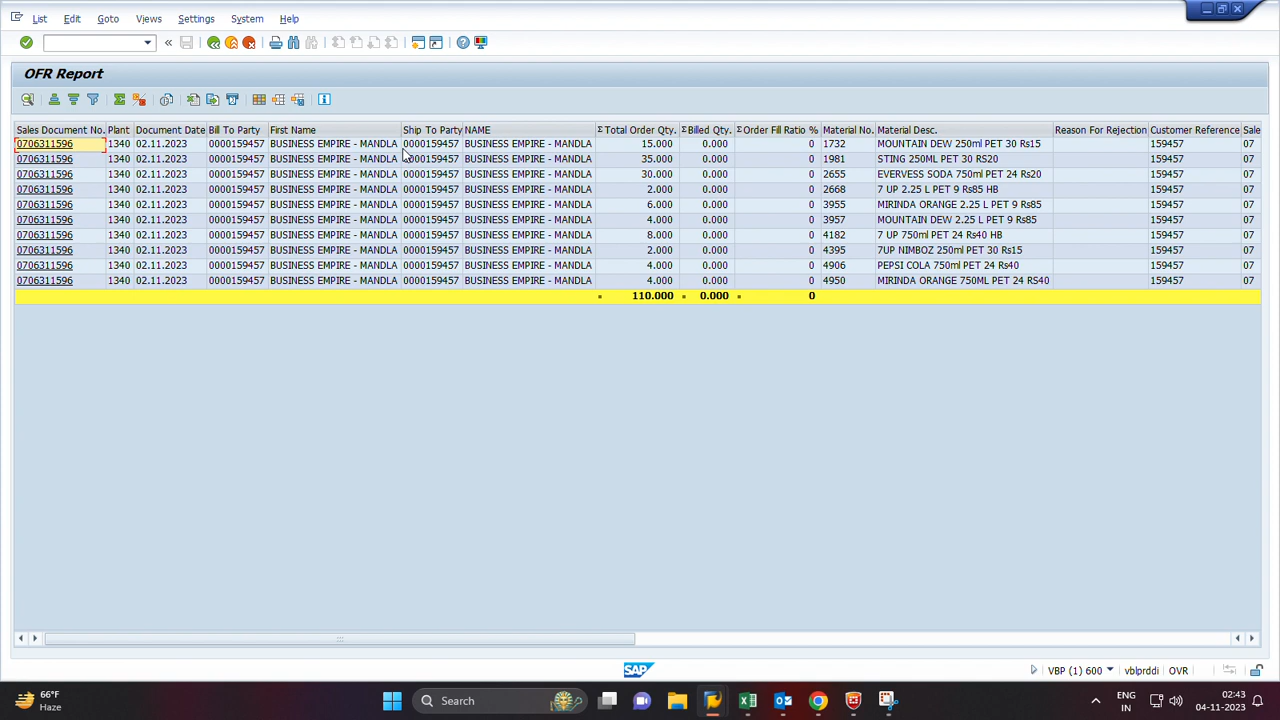 List Edit Goto Views Settings System Help
OFR Report
Sales Document No. Plant Document Date Bill To Party First Name Ship To Party NAME Σ Total Order Qty. Σ Billed Qty. Σ Order Fill Ratio % Material No. Material Desc. Reason For Rejection Customer Reference Sale
0706311596 1340 02.11.2023 0000159457 BUSINESS EMPIRE - MANDLA 0000159457 BUSINESS EMPIRE - MANDLA 15.000 0.000 0 1732 MOUNTAIN DEW 250ml PET 30 Rs15 159457 07
0706311596 1340 02.11.2023 0000159457 BUSINESS EMPIRE - MANDLA 0000159457 BUSINESS EMPIRE - MANDLA 35.000 0.000 0 1981 STING 250ML PET 30 RS20 159457 07
0706311596 1340 02.11.2023 0000159457 BUSINESS EMPIRE - MANDLA 0000159457 BUSINESS EMPIRE - MANDLA 30.000 0.000 0 2655 EVERVESS SODA 750ml PET 24 Rs20 159457 07
0706311596 1340 02.11.2023 0000159457 BUSINESS EMPIRE - MANDLA 0000159457 BUSINESS EMPIRE - MANDLA 2.000 0.000 0 2668 7 UP 2.25 L PET 9 Rs85 HB 159457 07
0706311596 1340 02.11.2023 0000159457 BUSINESS EMPIRE - MANDLA 0000159457 BUSINESS EMPIRE - MANDLA 6.000 0.000 0 3955 MIRINDA ORANGE 2.25 L PET 9 Rs85 159457 07
0706311596 1340 02.11.2023 0000159457 BUSINESS EMPIRE - MANDLA 0000159457 BUSINESS EMPIRE - MANDLA 4.000 0.000 0 3957 MOUNTAIN DEW 2.25 L PET 9 Rs85 159457 07
0706311596 1340 02.11.2023 0000159457 BUSINESS EMPIRE - MANDLA 0000159457 BUSINESS EMPIRE - MANDLA 8.000 0.000 0 4182 7 UP 750ml PET 24 Rs40 HB 159457 07
0706311596 1340 02.11.2023 0000159457 BUSINESS EMPIRE - MANDLA 0000159457 BUSINESS EMPIRE - MANDLA 2.000 0.000 0 4395 7UP NIMBOZ 250ml PET 30 Rs15 159457 07
0706311596 1340 02.11.2023 0000159457 BUSINESS EMPIRE - MANDLA 0000159457 BUSINESS EMPIRE - MANDLA 4.000 0.000 0 4906 PEPSI COLA 750ml PET 24 Rs40 159457 07
0706311596 1340 02.11.2023 0000159457 BUSINESS EMPIRE - MANDLA 0000159457 BUSINESS EMPIRE - MANDLA 4.000 0.000 0 4950 MIRINDA ORANGE 750ML PET 24 RS40 159457 07
110.000 0.000 0
SAP VBP (1) 600 vblprddi OVR
66°F Haze Search ENG IN 02:43 04-11-2023